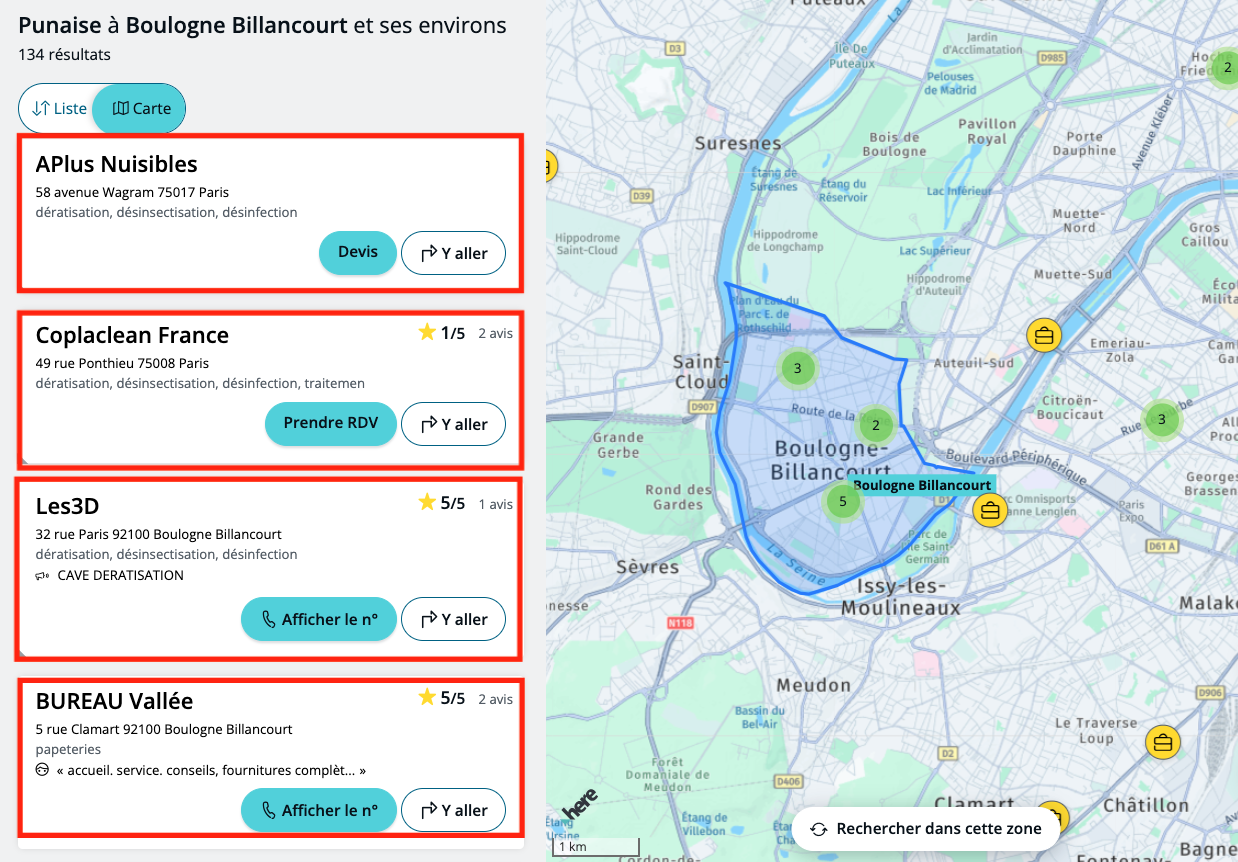 Punaise à Boulogne Billancourt et ses environs
134 résultats
Liste
Carte
APlus Nuisibles
58 avenue Wagram 75017 Paris
dératisation, désinsectisation, désinfection
Devis
Y aller
Coplaclean France
1/5 2 avis
49 rue Ponthieu 75008 Paris
dératisation, désinsectisation, désinfection, traitemen
Prendre RDV
Y aller
Les3D
5/5 1 avis
32 rue Paris 92100 Boulogne Billancourt
dératisation, désinsectisation, désinfection
CAVE DERATISATION
Afficher le n°
Y aller
BUREAU Vallée
5/5 2 avis
5 rue Clamart 92100 Boulogne Billancourt
papeteries
« accueil. service. conseils, fournitures complèt... »
Afficher le n°
Y aller
Puteaux
La
D3
Île De
Puteaux
Jardin
d'Acclimatation
D985
2
Pelouses
de Madrid
Avenue Kléber
Suresnes
Bois de
Boulogne
Pavillon
Royal
Porte
Dauphine
Étang de
Suresnes
Étang du
Réservoir
Lac Inférieur
D39
Muette-
Nord
Gros
Caillou
Hippodrome
Saint-Cloud
Hippodrome
de Longchamp
Lac Supérieur
Hippodrome
d'Auteuil
Muette-Sud
Plan d'Eau du
Parc E. de
Rothschild
Emeriau-
Zola
Saint-
Cloud
3
Auteuil-Sud
D907
Route de la
2
Citroën-
Boucicaut
3
Grande
Gerbe
Boulogne-
Billancourt
Boulevard Périphérique
Boulogne Billancourt
Rond des
Gardes
5
Omnisports
anne Lenglen
Paris
Expo
Georges
Brassen
Parc de
Saint
Germain
D61 A
La Seine
Sèvres
Issy-les-
Moulineaux
N118
Malako
Meudon
D906
Bassin du
Bel-Air
Le Traverse
Loup
D2
Forêt
Domaniale de
Meudon
D406
here
Clamart
Châtillon
Étang de
Villebon
Étang
Ursine
Rechercher dans cette zone
1 km
Bagne